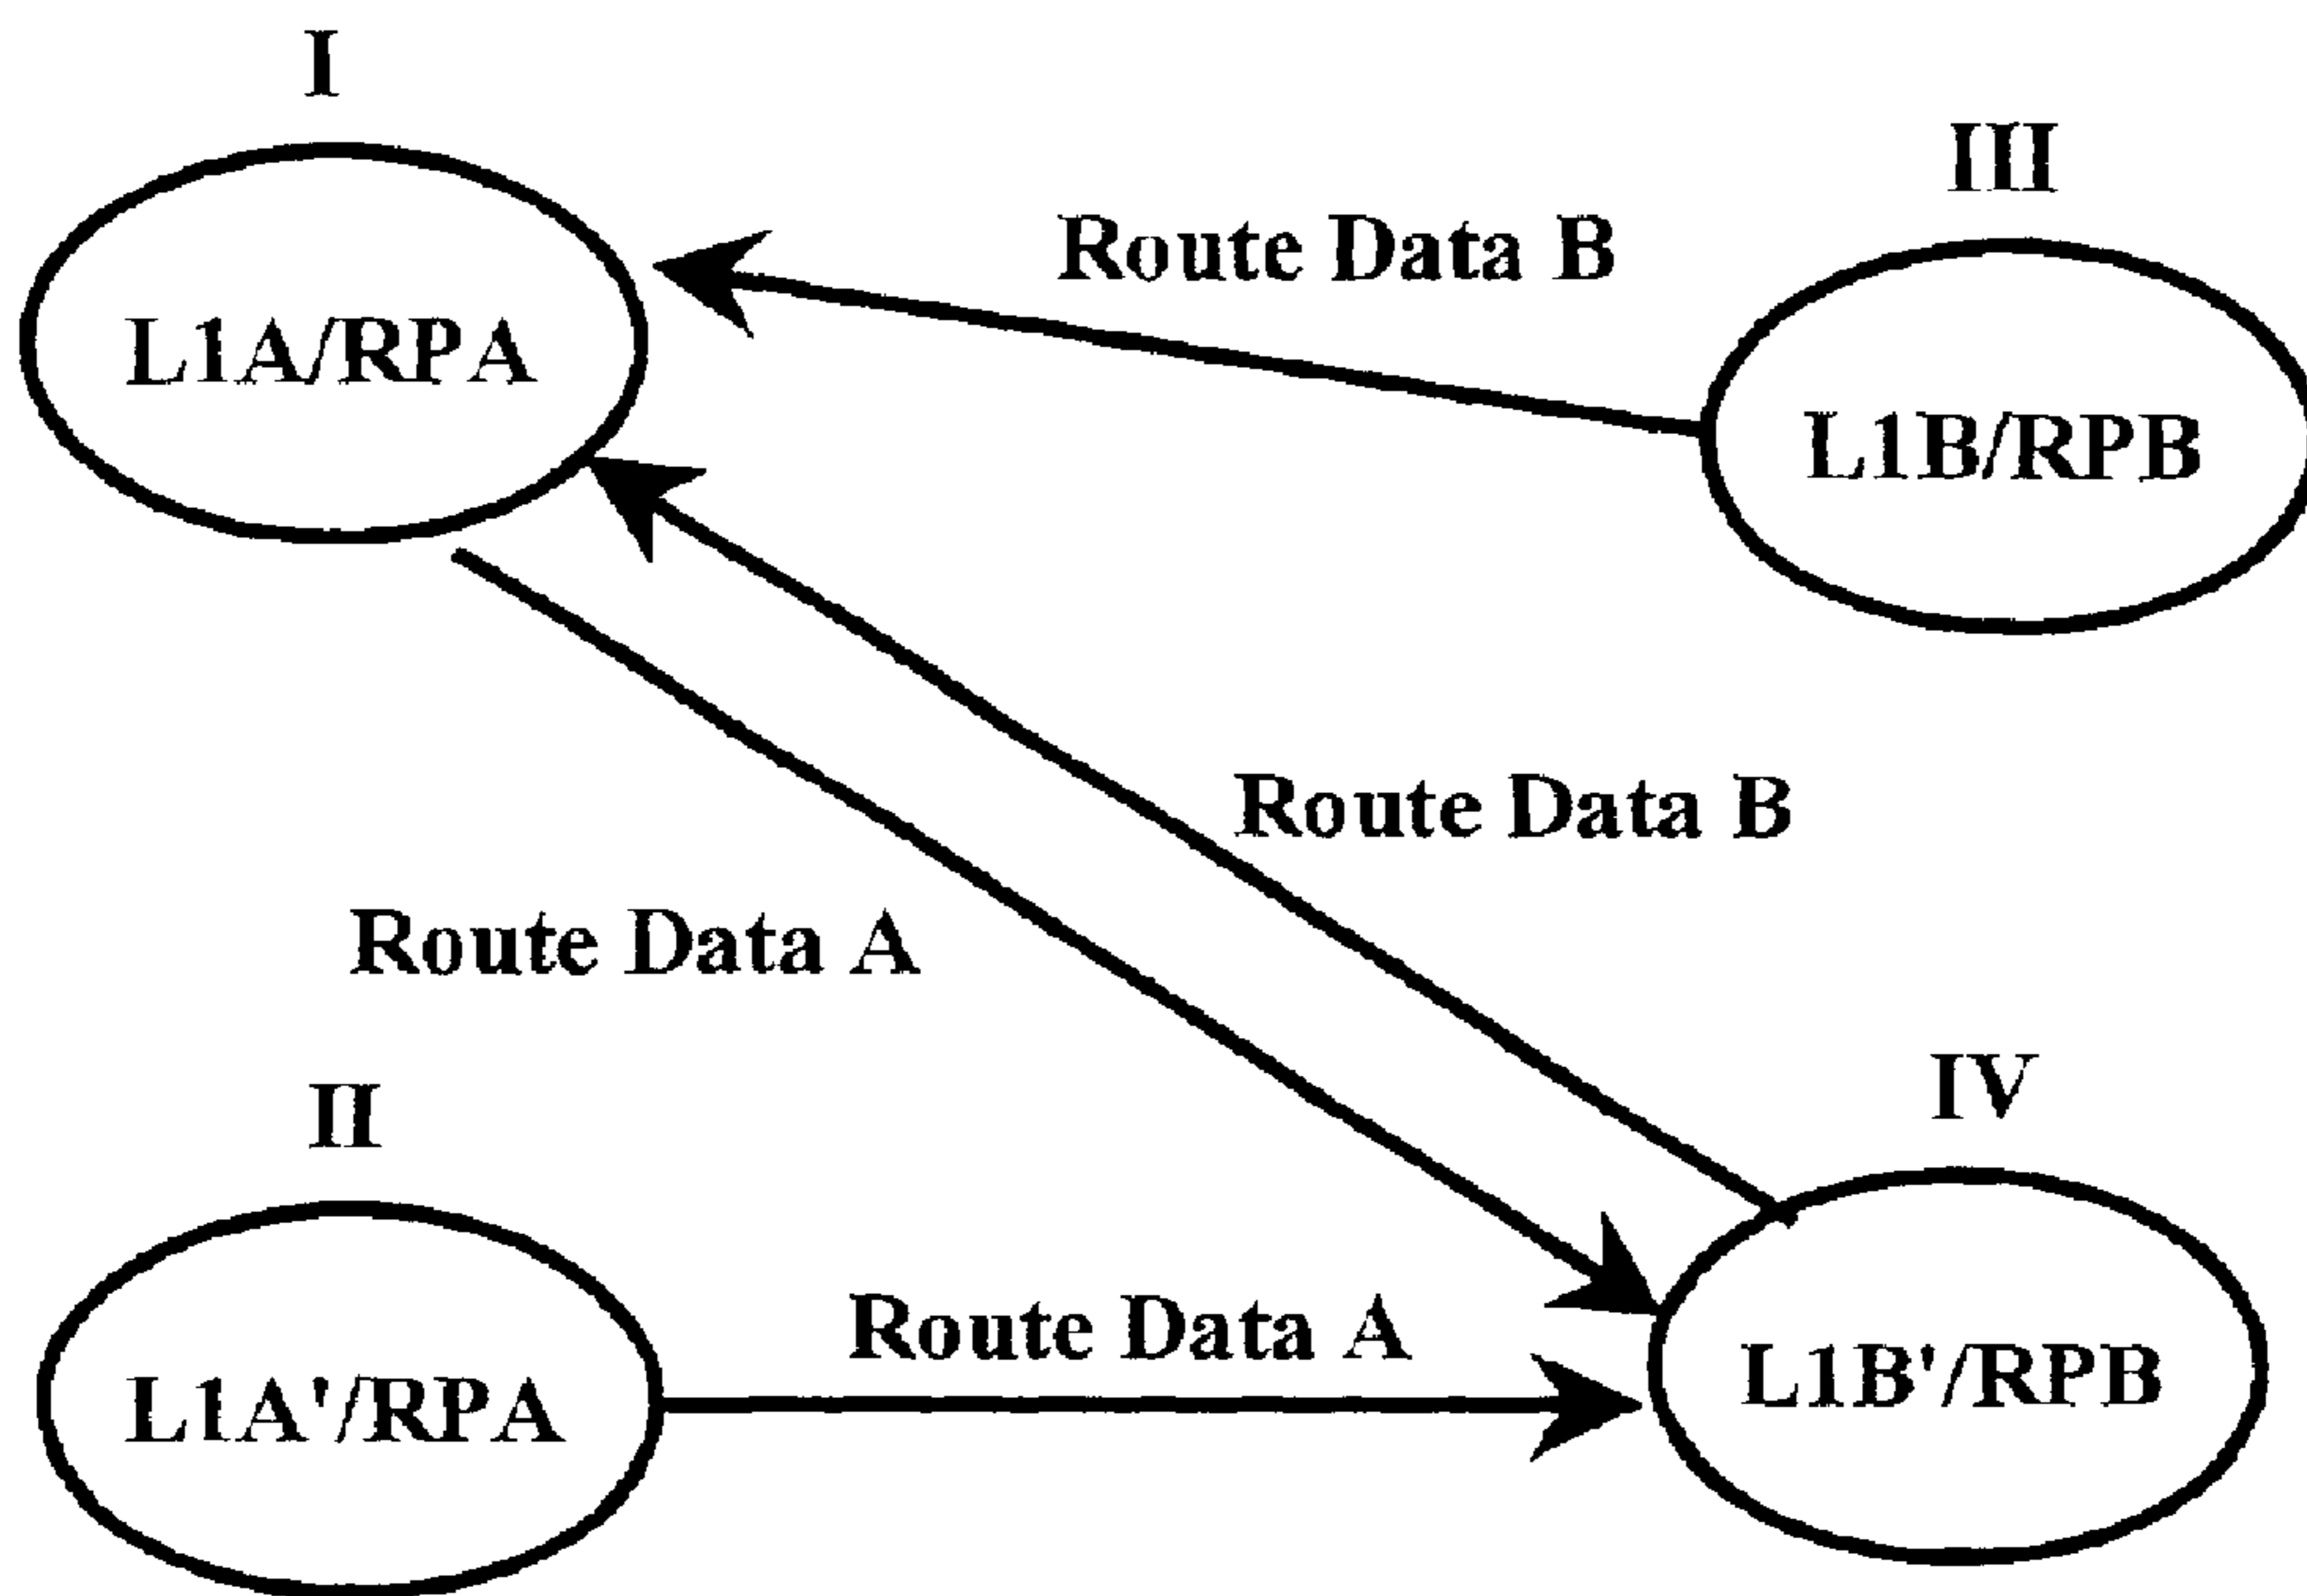 I
III
Route Data B
L1A/RPA
L1B/RPB
Route Data B
Route Data A
II
IV
Route Data A
L1A'/RPA
L1B'/RPB